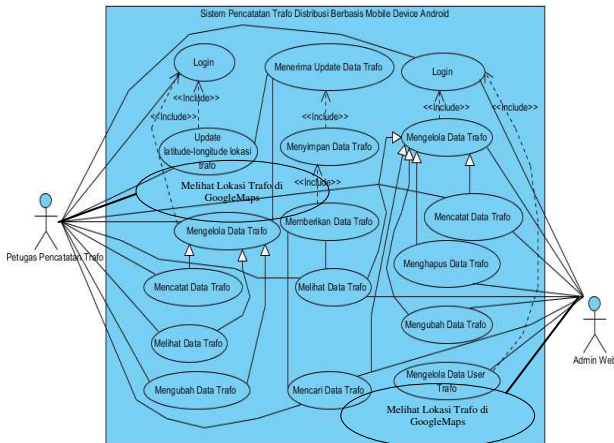 Sistem Pencatatan Trafo Distribusi Berbasis Mobile Device Android
Login
Menerima Update Data Trafo
Login
<<Include>>
<<Include>>
<<Include>>
<<Include>>
<<Include>>
Update
latitude-longitude lokasi
trafo
Menyimpan Data Trafo
Mengelola Data Trafo
Melihat Lokasi Trafo di
GoogleMaps
<<Include>>
Petugas Pencatatan Trafo
Mengelola Data Trafo
Memberikan Data Trafo
Mencatat Data Trafo
Mencatat Data Trafo
Melihat Data Trafo
Menghapus Data Trafo
Melihat Data Trafo
Mengubah Data Trafo
Admin Web
Mengubah Data Trafo
Mencari Data Trafo
Mengelola Data User
Trafo
Melihat Lokasi Trafo di
GoogleMaps